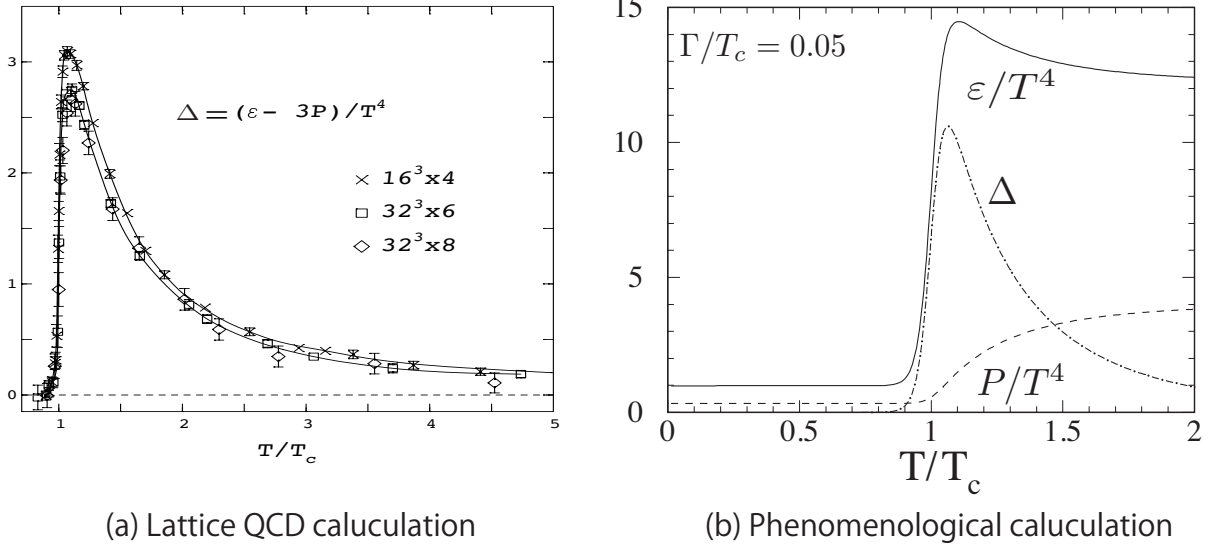 3
2
1
0
Δ=(ε- 3P)/T⁴
16³x4
32³x6
32³x8
1 2 3 4 5
T/T_c
(a) Lattice QCD caluculation
15
10
5
0
Γ/T_c = 0.05
ε/T⁴
Δ
P/T⁴
0 0.5 1 1.5 2
T/T_c
(b) Phenomenological caluculation